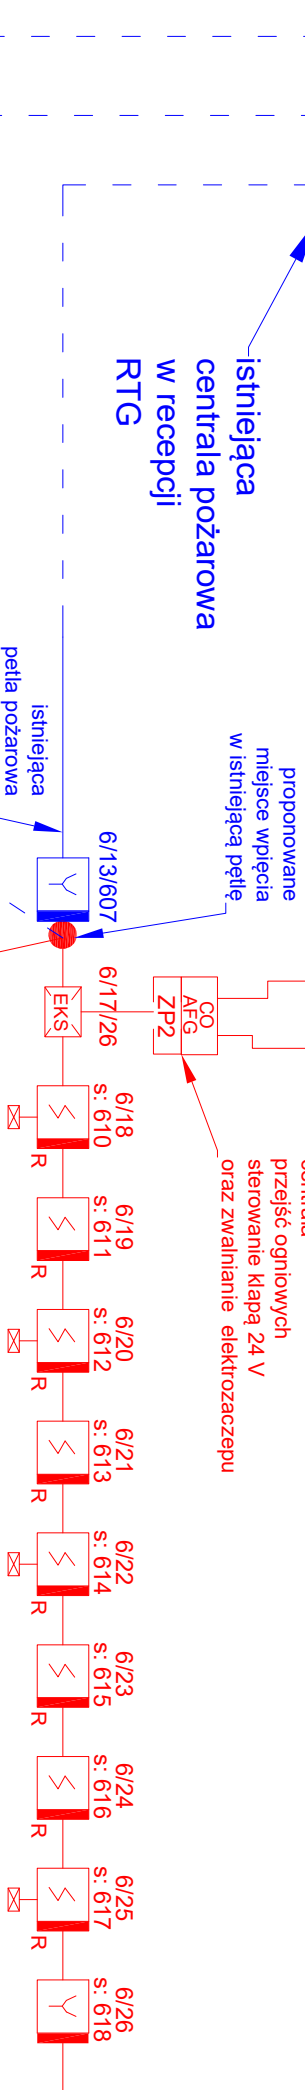 istniejąca
centrala pożarowa
w recepcji
RTG
istniejąca
petla pożarowa
proponowane
miejsce wpięcia
w istniejącą pętlę
6/13/607
6/17/26
EKS
CO
AFG
ZP2
przejść ogniowych
sterowanie klapą 24 V
oraz zwalnianie elektrozaczepu
6/18
s: 610
R
6/19
s: 611
R
6/20
s: 612
R
6/21
s: 613
R
6/22
s: 614
R
6/23
s: 615
R
6/24
s: 616
R
6/25
s: 617
R
6/26
s: 618